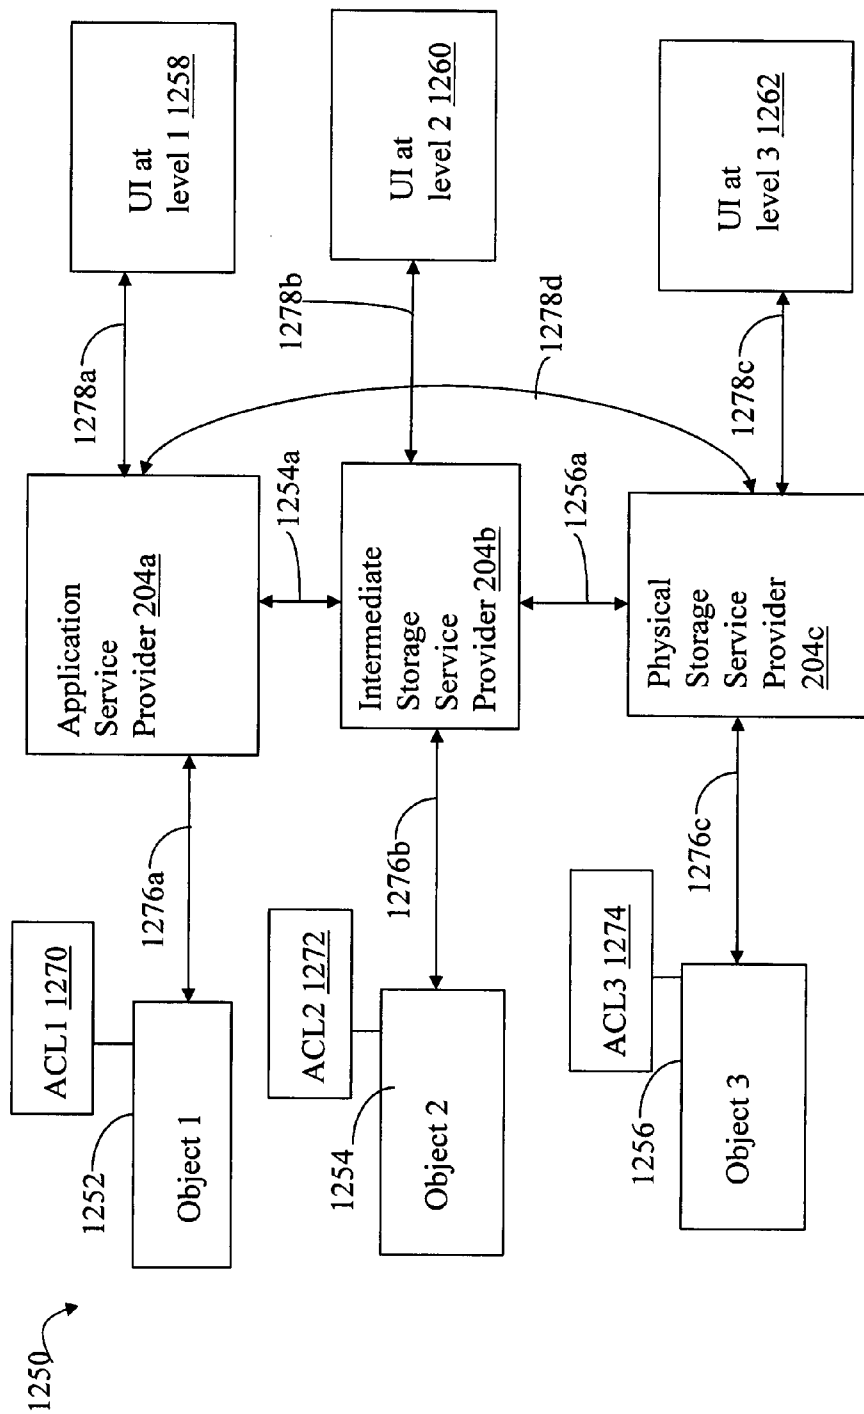 1250
1252
ACL1 1270
Object 1
1276a
Application
Service
Provider 204a
1278a
UI at
level 1 1258
1254a
ACL2 1272
1254
Object 2
1276b
Intermediate
Storage
Service
Provider 204b
1278b
UI at
level 2 1260
1278d
1256a
ACL3 1274
1256
Object 3
1276c
Physical
Storage
Service
Provider
204c
1278c
UI at
level 3 1262